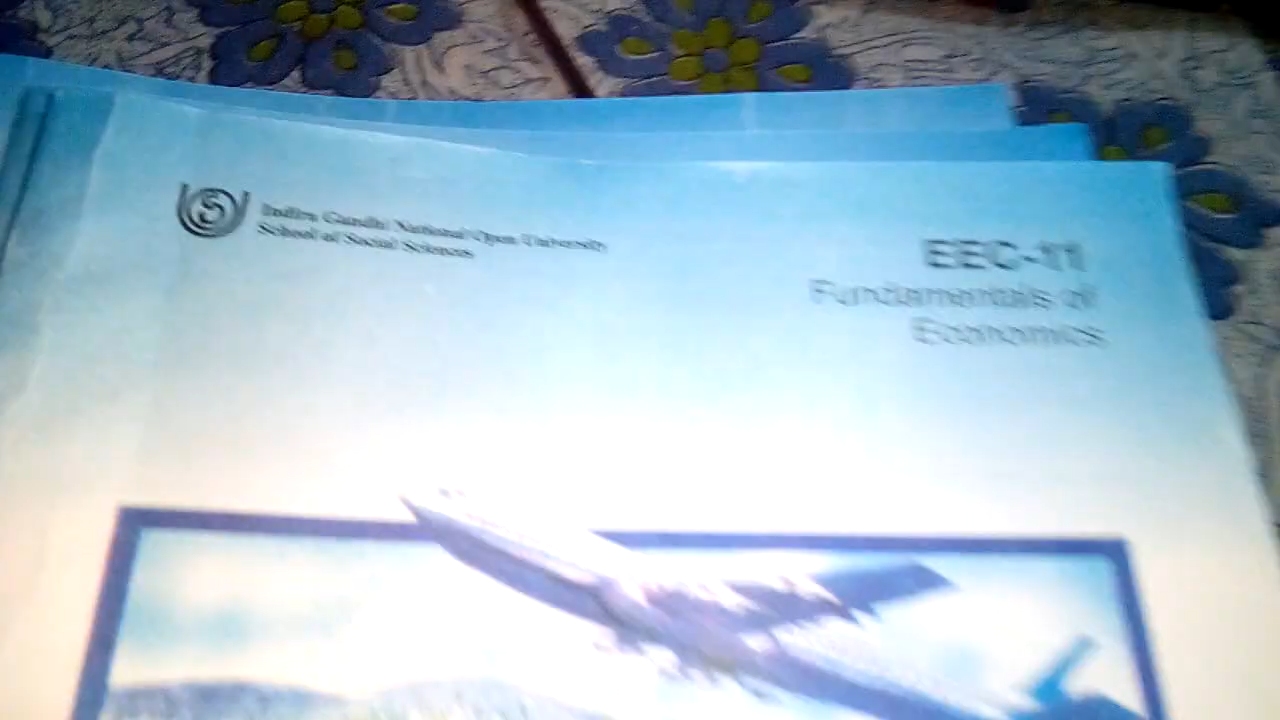 Indira Gandhi National Open University
School of Social Sciences
EEC-11
Fundamentals of
Economics